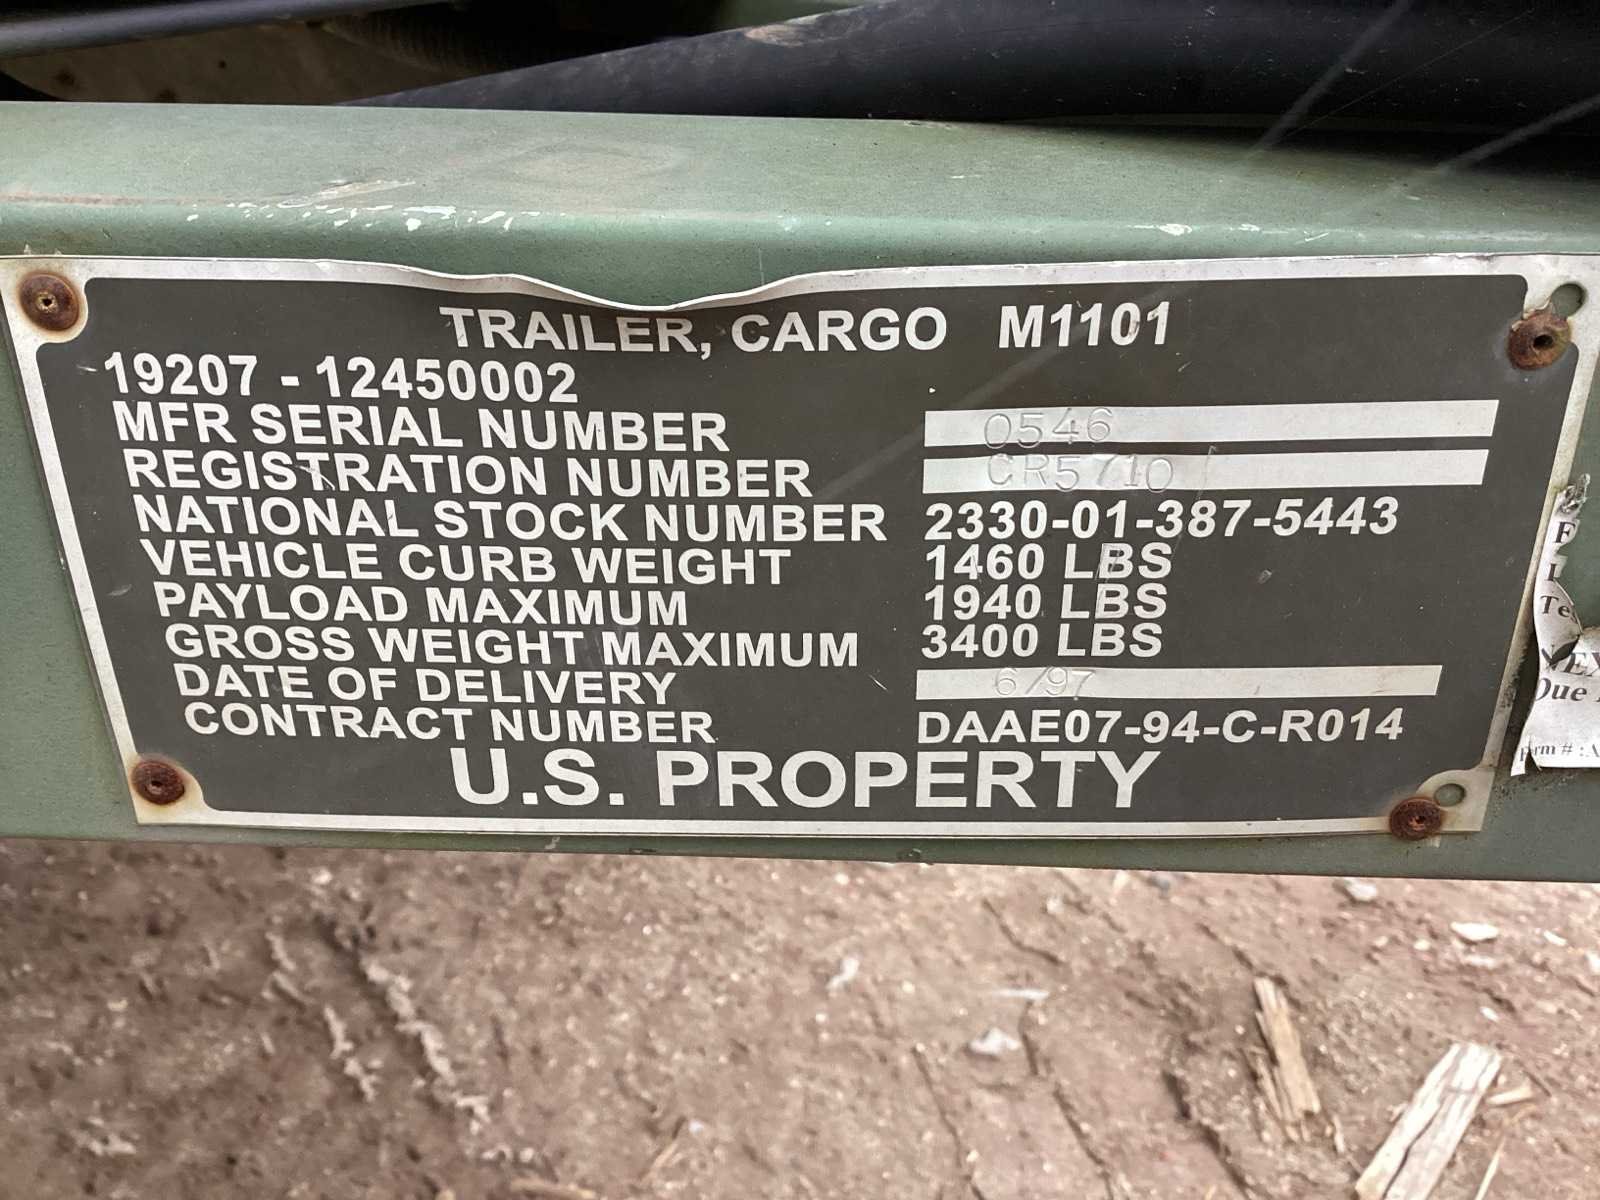 TRAILER, CARGO M1101
19207 - 12450002
MFR SERIAL NUMBER 0546
REGISTRATION NUMBER CR5710
NATIONAL STOCK NUMBER 2330-01-387-5443
VEHICLE CURB WEIGHT 1460 LBS
PAYLOAD MAXIMUM 1940 LBS
GROSS WEIGHT MAXIMUM 3400 LBS
DATE OF DELIVERY 6/97
CONTRACT NUMBER DAAE07-94-C-R014
U.S. PROPERTY
Due